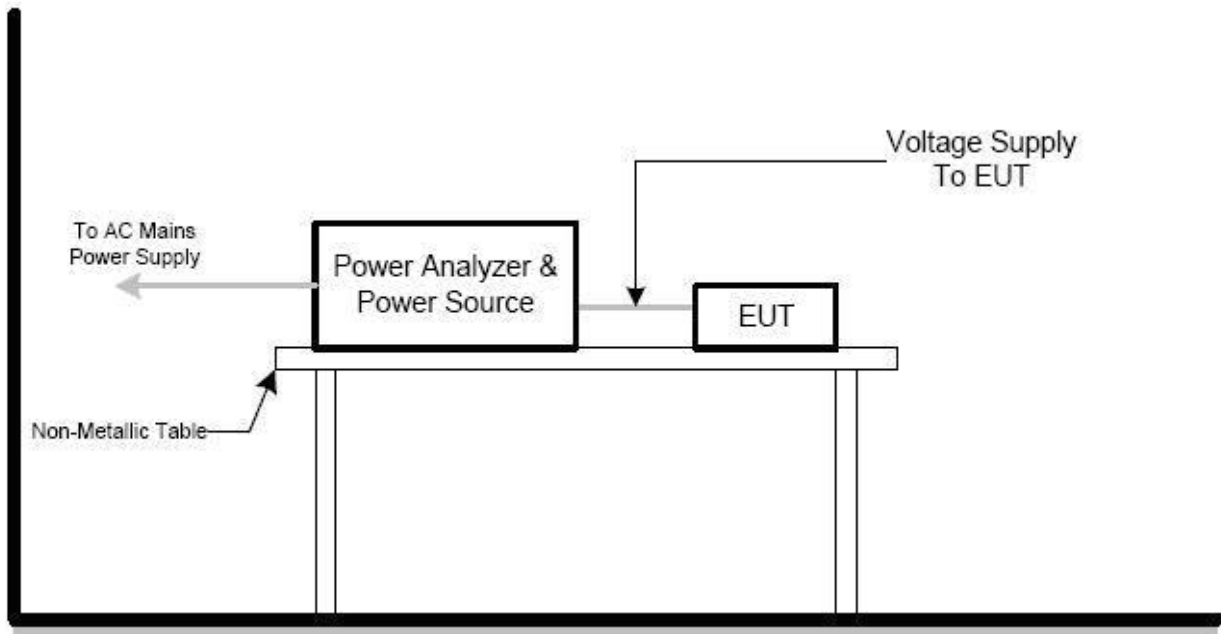 Voltage Supply
To EUT
To AC Mains
Power Supply
Power Analyzer &
Power Source
EUT
Non-Metallic Table